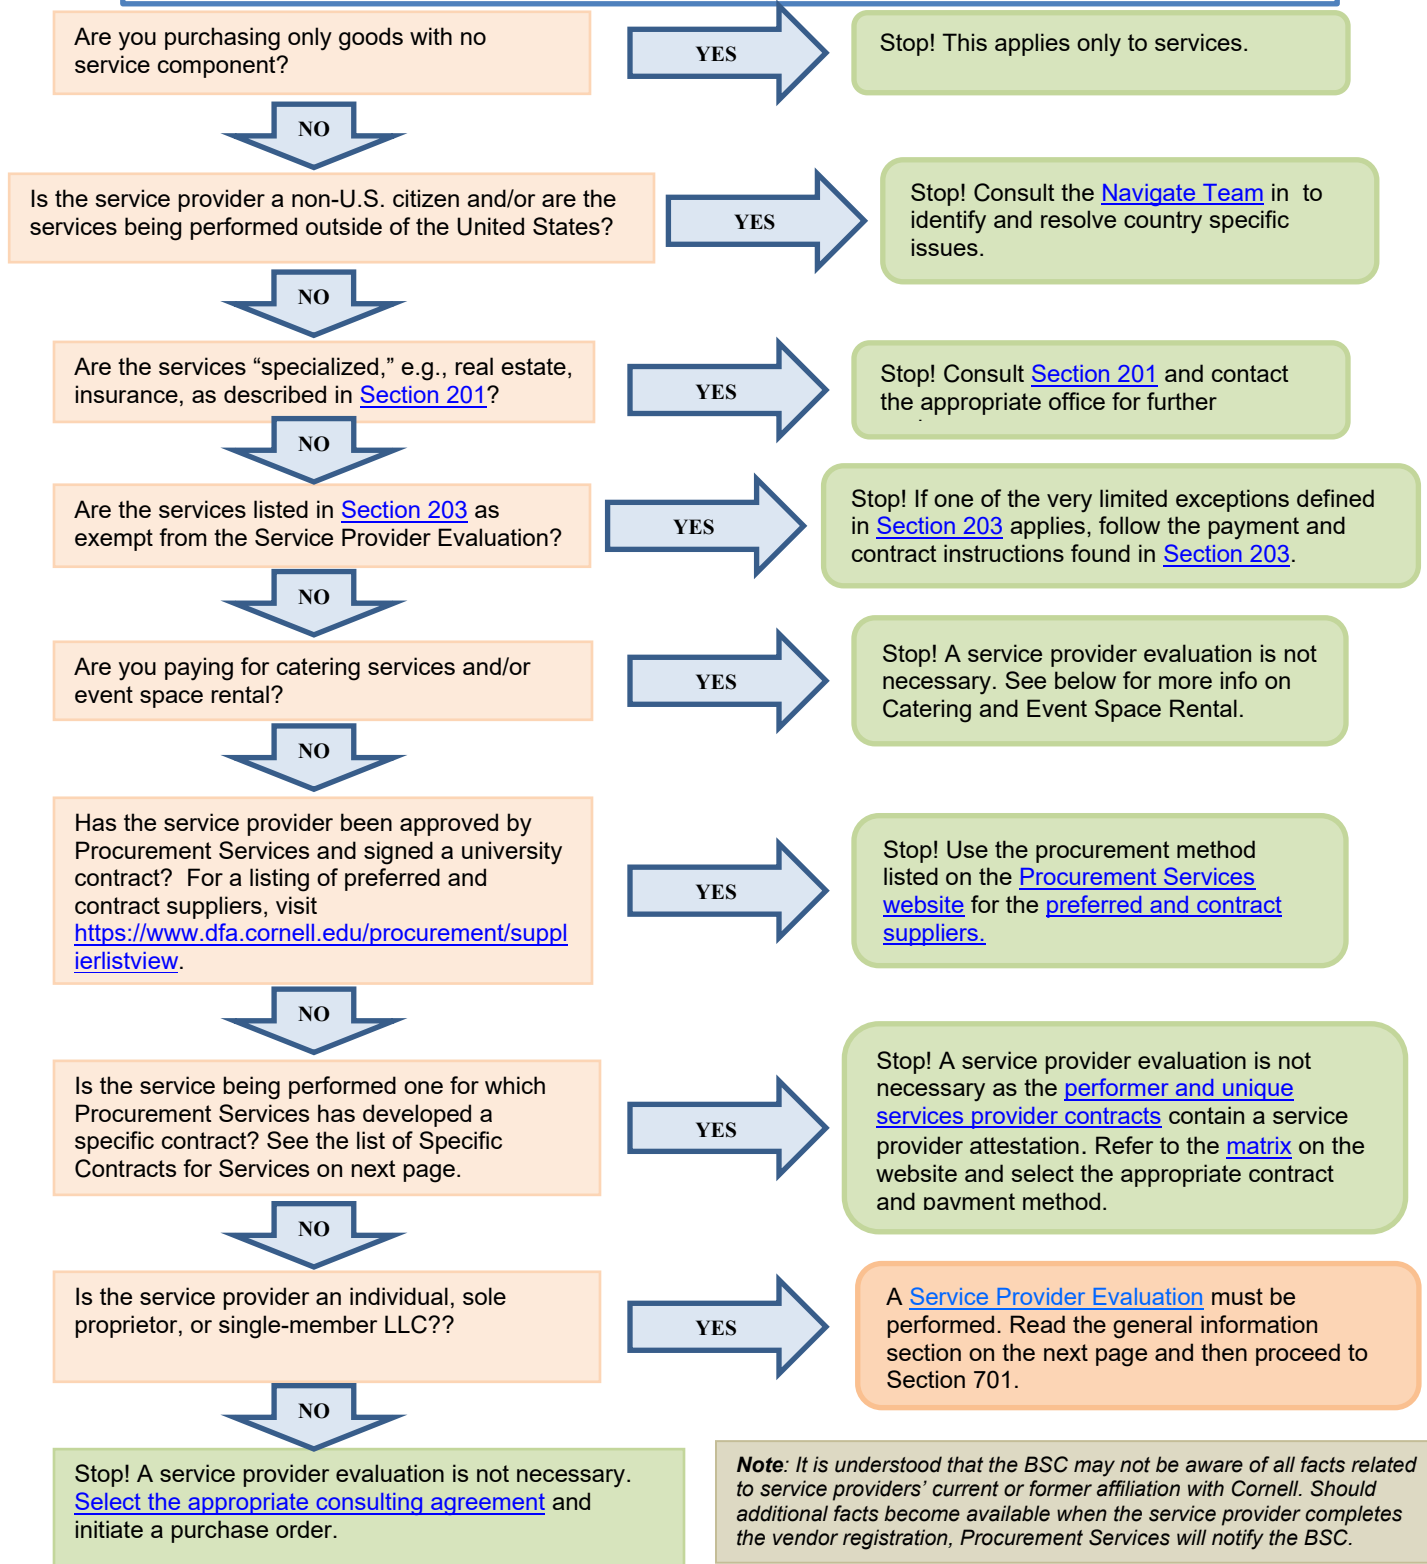 Are you purchasing only goods with no
service component?
YES
Stop! This applies only to services.
NO
Is the service provider a non-U.S. citizen and/or are the
services being performed outside of the United States?
YES
Stop! Consult the Navigate Team in  to
identify and resolve country specific
issues.
NO
Are the services “specialized,” e.g., real estate,
insurance, as described in Section 201?
YES
Stop! Consult Section 201 and contact
the appropriate office for further
NO
Are the services listed in Section 203 as
exempt from the Service Provider Evaluation?
YES
Stop! If one of the very limited exceptions defined
in Section 203 applies, follow the payment and
contract instructions found in Section 203.
NO
Are you paying for catering services and/or
event space rental?
YES
Stop! A service provider evaluation is not
necessary. See below for more info on
Catering and Event Space Rental.
NO
Has the service provider been approved by
Procurement Services and signed a university
contract?  For a listing of preferred and
contract suppliers, visit
https://www.dfa.cornell.edu/procurement/suppl
ierlistview.
YES
Stop! Use the procurement method
listed on the Procurement Services
website for the preferred and contract
suppliers.
NO
Is the service being performed one for which
Procurement Services has developed a
specific contract? See the list of Specific
Contracts for Services on next page.
YES
Stop! A service provider evaluation is not
necessary as the performer and unique
services provider contracts contain a service
provider attestation. Refer to the matrix on the
website and select the appropriate contract
and payment method.
NO
Is the service provider an individual, sole
proprietor, or single-member LLC??
YES
A Service Provider Evaluation must be
performed. Read the general information
section on the next page and then proceed to
Section 701.
NO
Stop! A service provider evaluation is not necessary.
Select the appropriate consulting agreement and
initiate a purchase order.
Note: It is understood that the BSC may not be aware of all facts related
to service providers’ current or former affiliation with Cornell. Should
additional facts become available when the service provider completes
the vendor registration, Procurement Services will notify the BSC.